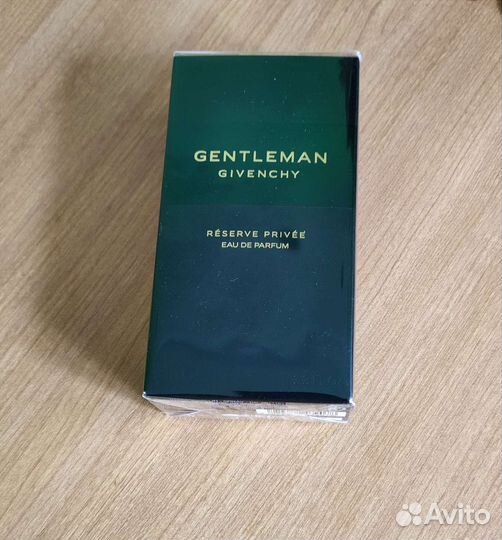 GENTLEMAN
GIVENCHY
RÉSERVE PRIVÉE
EAU DE PARFUM
Avito